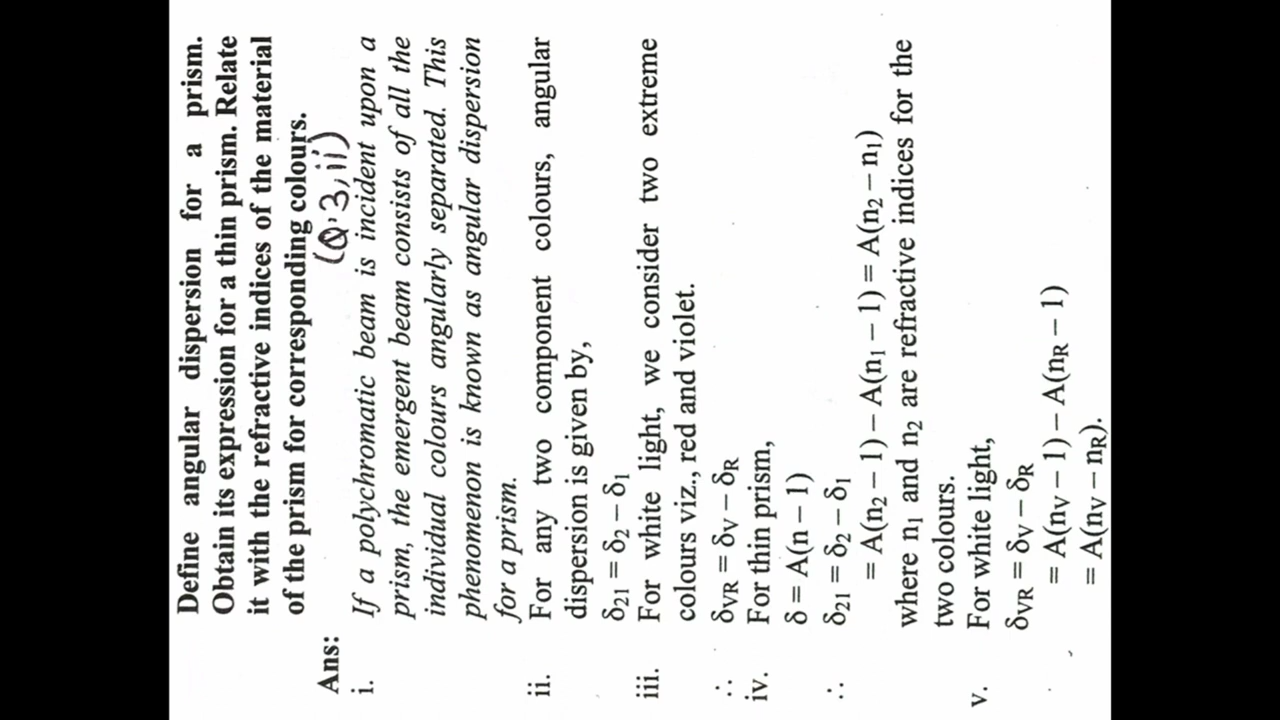 Define angular dispersion for a prism.
Obtain its expression for a thin prism. Relate
it with the refractive indices of the material
of the prism for corresponding colours.
(Q.3, ii)
Ans:
i. If a polychromatic beam is incident upon a
prism, the emergent beam consists of all the
individual colours angularly separated. This
phenomenon is known as angular dispersion
for a prism.
ii. For any two component colours, angular
dispersion is given by,
δ₂₁ = δ₂ – δ₁
iii. For white light, we consider two extreme
colours viz., red and violet.
∴ δVR = δV – δR
iv. For thin prism,
δ = A(n – 1)
∴ δ₂₁ = δ₂ – δ₁
= A(n₂ – 1) – A(n₁ – 1) = A(n₂ – n₁)
where n₁ and n₂ are refractive indices for the
two colours.
v. For white light,
δVR = δV – δR
= A(nV – 1) – A(nR – 1)
= A(nV – nR).